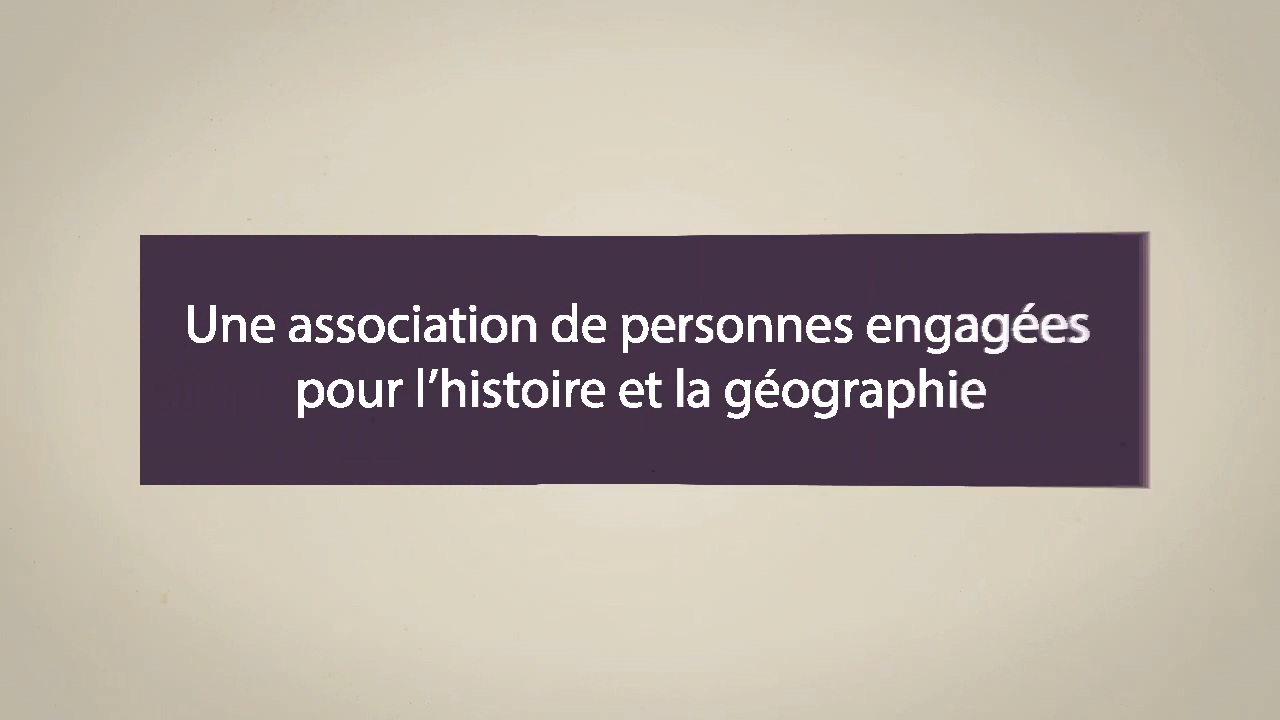 Une association de personnes engagées
pour l’histoire et la géographie